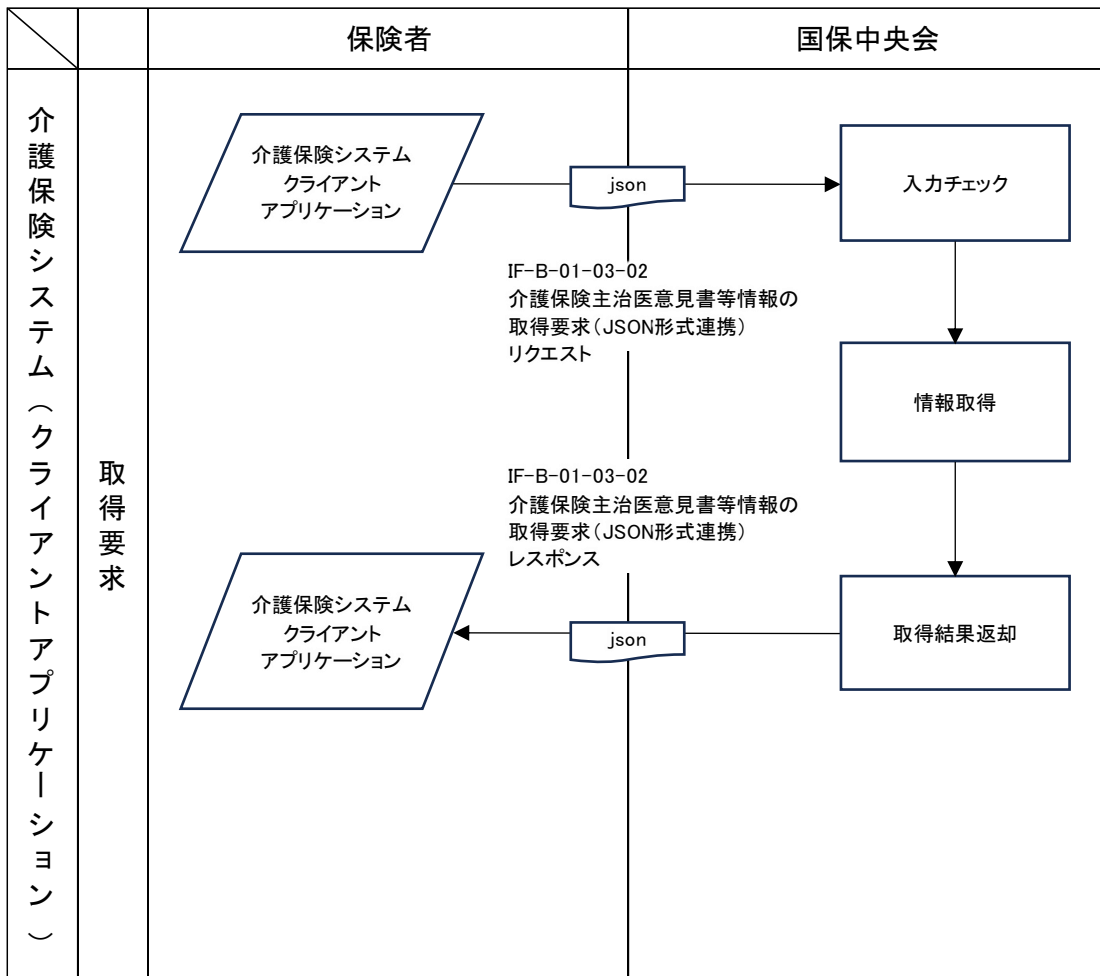 保険者
国保中央会
介護保険システム（クライアントアプリケーション）
取得要求
介護保険システム
クライアント
アプリケーション
json
入力チェック
IF-B-01-03-02
介護保険主治医意見書等情報の
取得要求（JSON形式連携）
リクエスト
情報取得
IF-B-01-03-02
介護保険主治医意見書等情報の
取得要求（JSON形式連携）
レスポンス
介護保険システム
クライアント
アプリケーション
json
取得結果返却